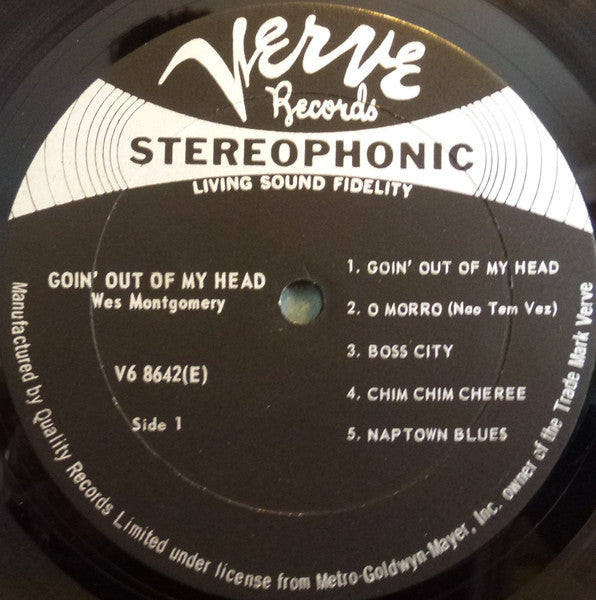 Verve
Records
STEREOPHONIC
LIVING SOUND FIDELITY
GOIN' OUT OF MY HEAD
Wes Montgomery
V6 8642(E)
Side 1
1. GOIN' OUT OF MY HEAD
2. O MORRO (Nao Tem Vez)
3. BOSS CITY
4. CHIM CHIM CHEREE
5. NAPTOWN BLUES
Manufactured by Quality Records Limited under license from Metro-Goldwyn-Mayer, Inc. owner of the Trade Mark Verve